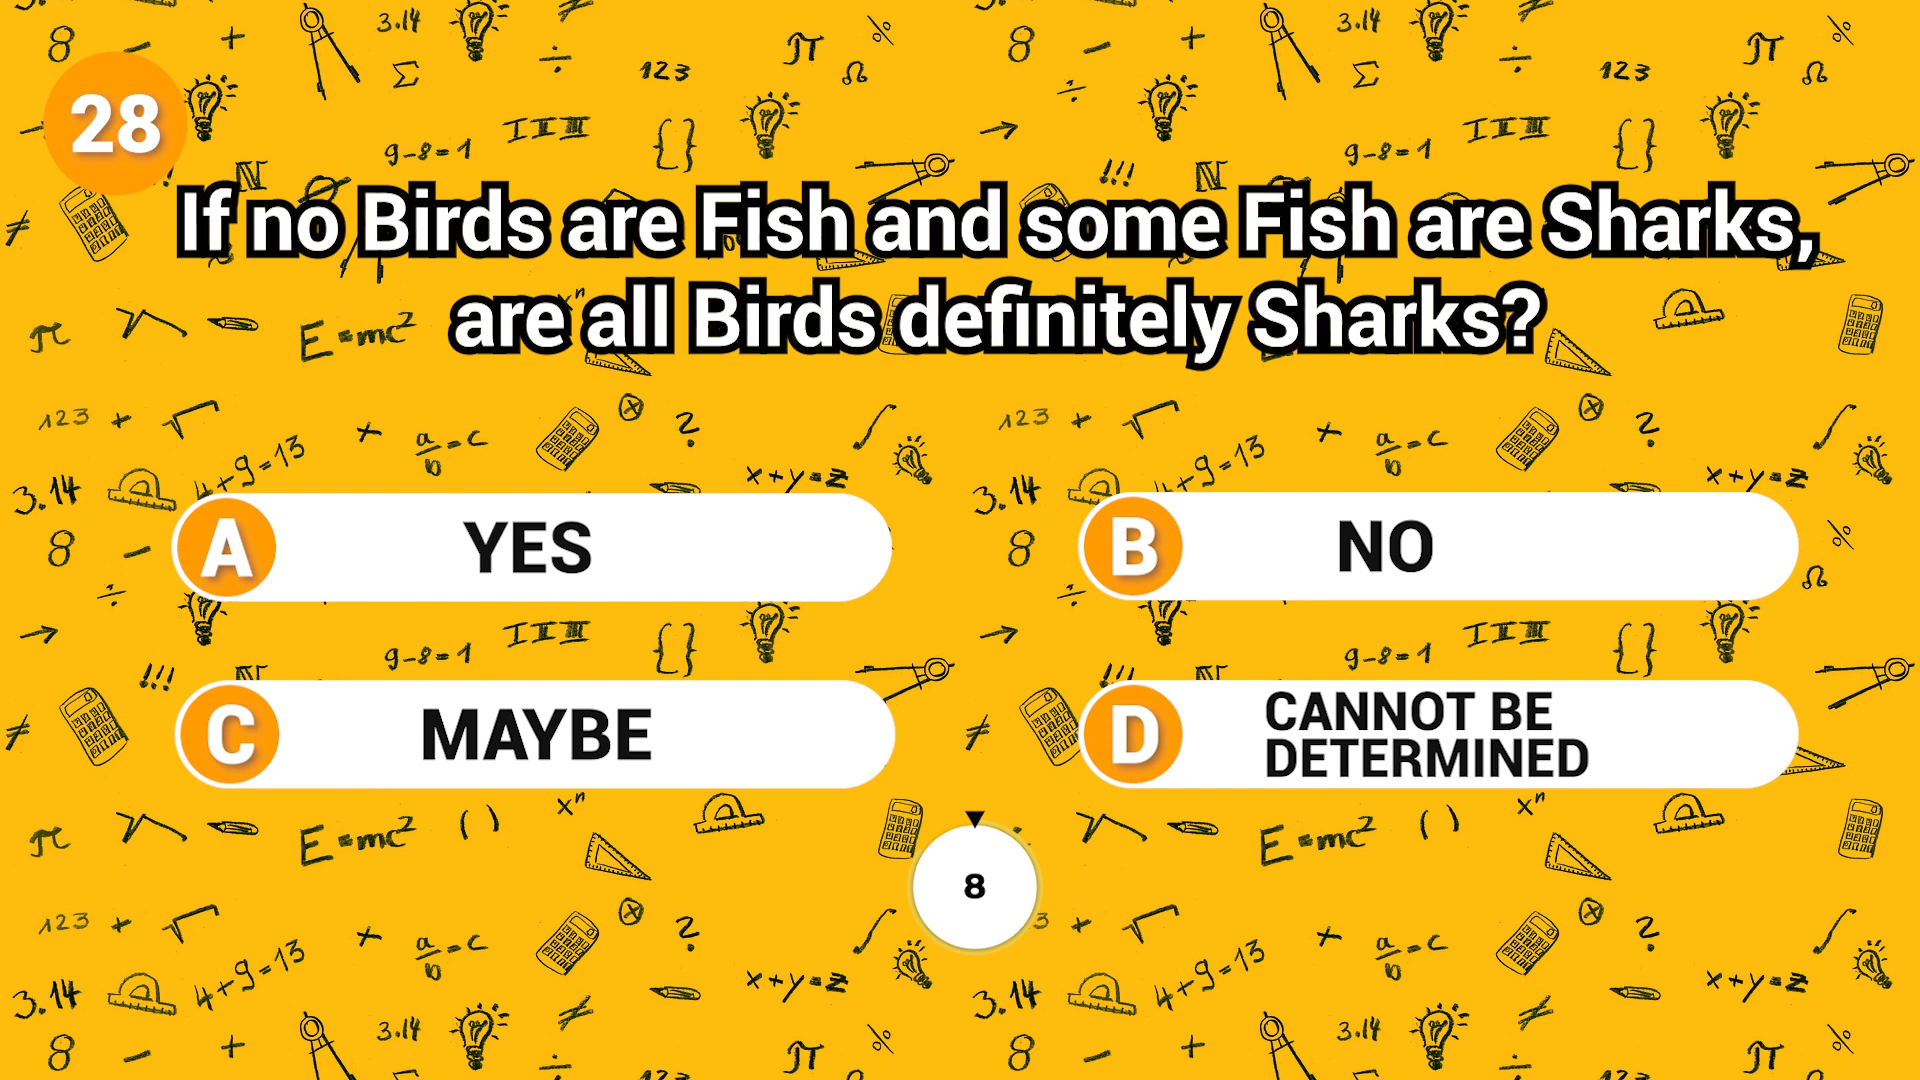 28
If no Birds are Fish and some Fish are Sharks,
are all Birds definitely Sharks?
A YES
B NO
C MAYBE
D CANNOT BE
DETERMINED
8